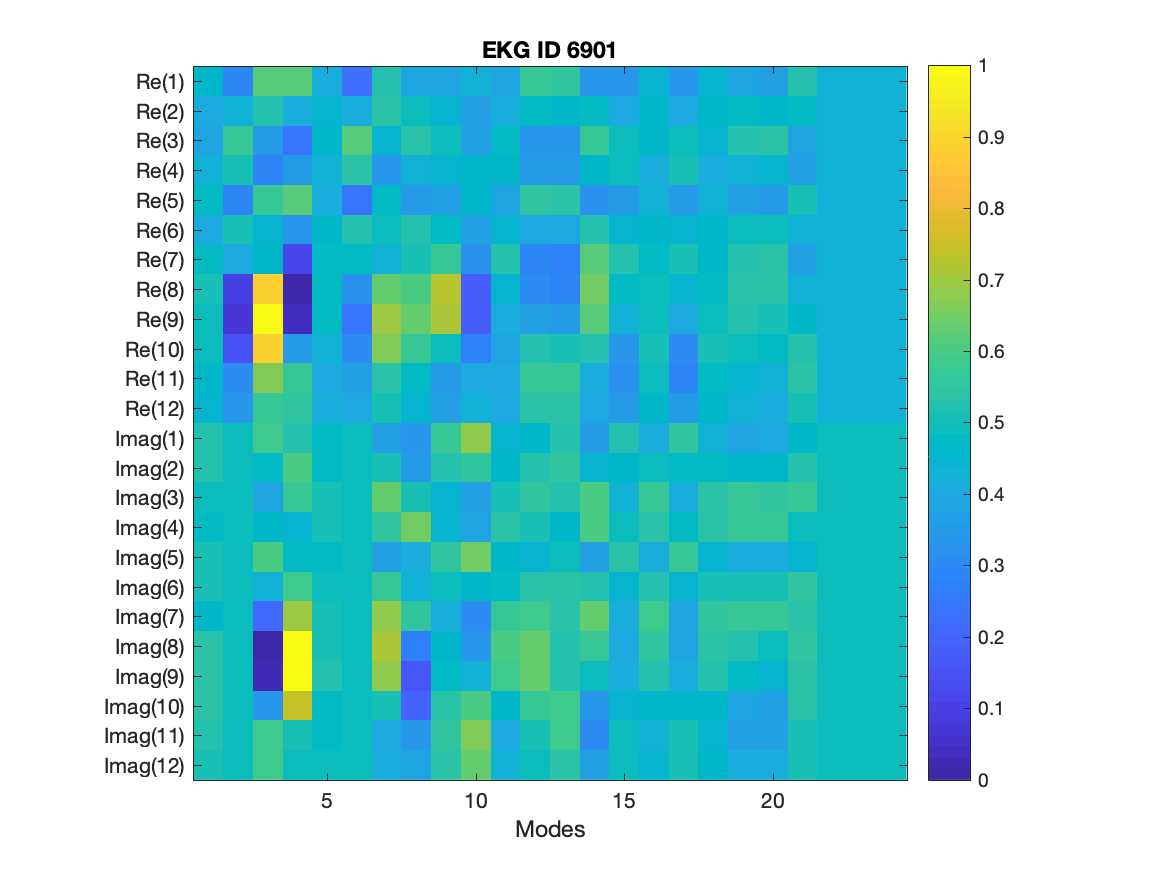 EKG ID 6901
Re(1)
Re(2)
Re(3)
Re(4)
Re(5)
Re(6)
Re(7)
Re(8)
Re(9)
Re(10)
Re(11)
Re(12)
Imag(1)
Imag(2)
Imag(3)
Imag(4)
Imag(5)
Imag(6)
Imag(7)
Imag(8)
Imag(9)
Imag(10)
Imag(11)
Imag(12)
5 10 15 20
Modes
1
0.9
0.8
0.7
0.6
0.5
0.4
0.3
0.2
0.1
0